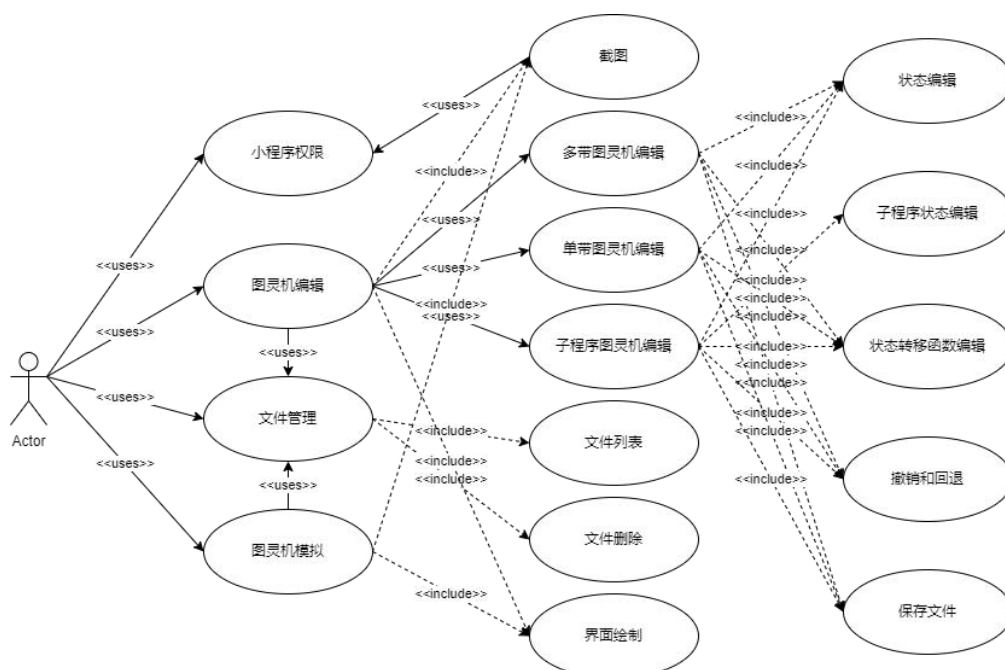 截图
状态编辑
<<uses>>
<<include>>
小程序权限
多带图灵机编辑
<<include>>
<<include>>
子程序状态编辑
<<include>>
<<uses>>
<<uses>>
单带图灵机编辑
<<include>>
<<uses>>
<<uses>>
图灵机编辑
<<include>>
<<include>>
<<include>>
<<uses>>
<<include>>
子程序图灵机编辑
<<include>>
状态转移函数编辑
<<uses>>
<<include>>
<<include>>
Actor
<<uses>>
文件管理
<<include>>
<<include>>
<<include>>
文件列表
<<uses>>
<<include>>
<<uses>>
<<include>>
<<include>>
撤销和回退
图灵机模拟
文件删除
<<include>>
界面绘制
保存文件